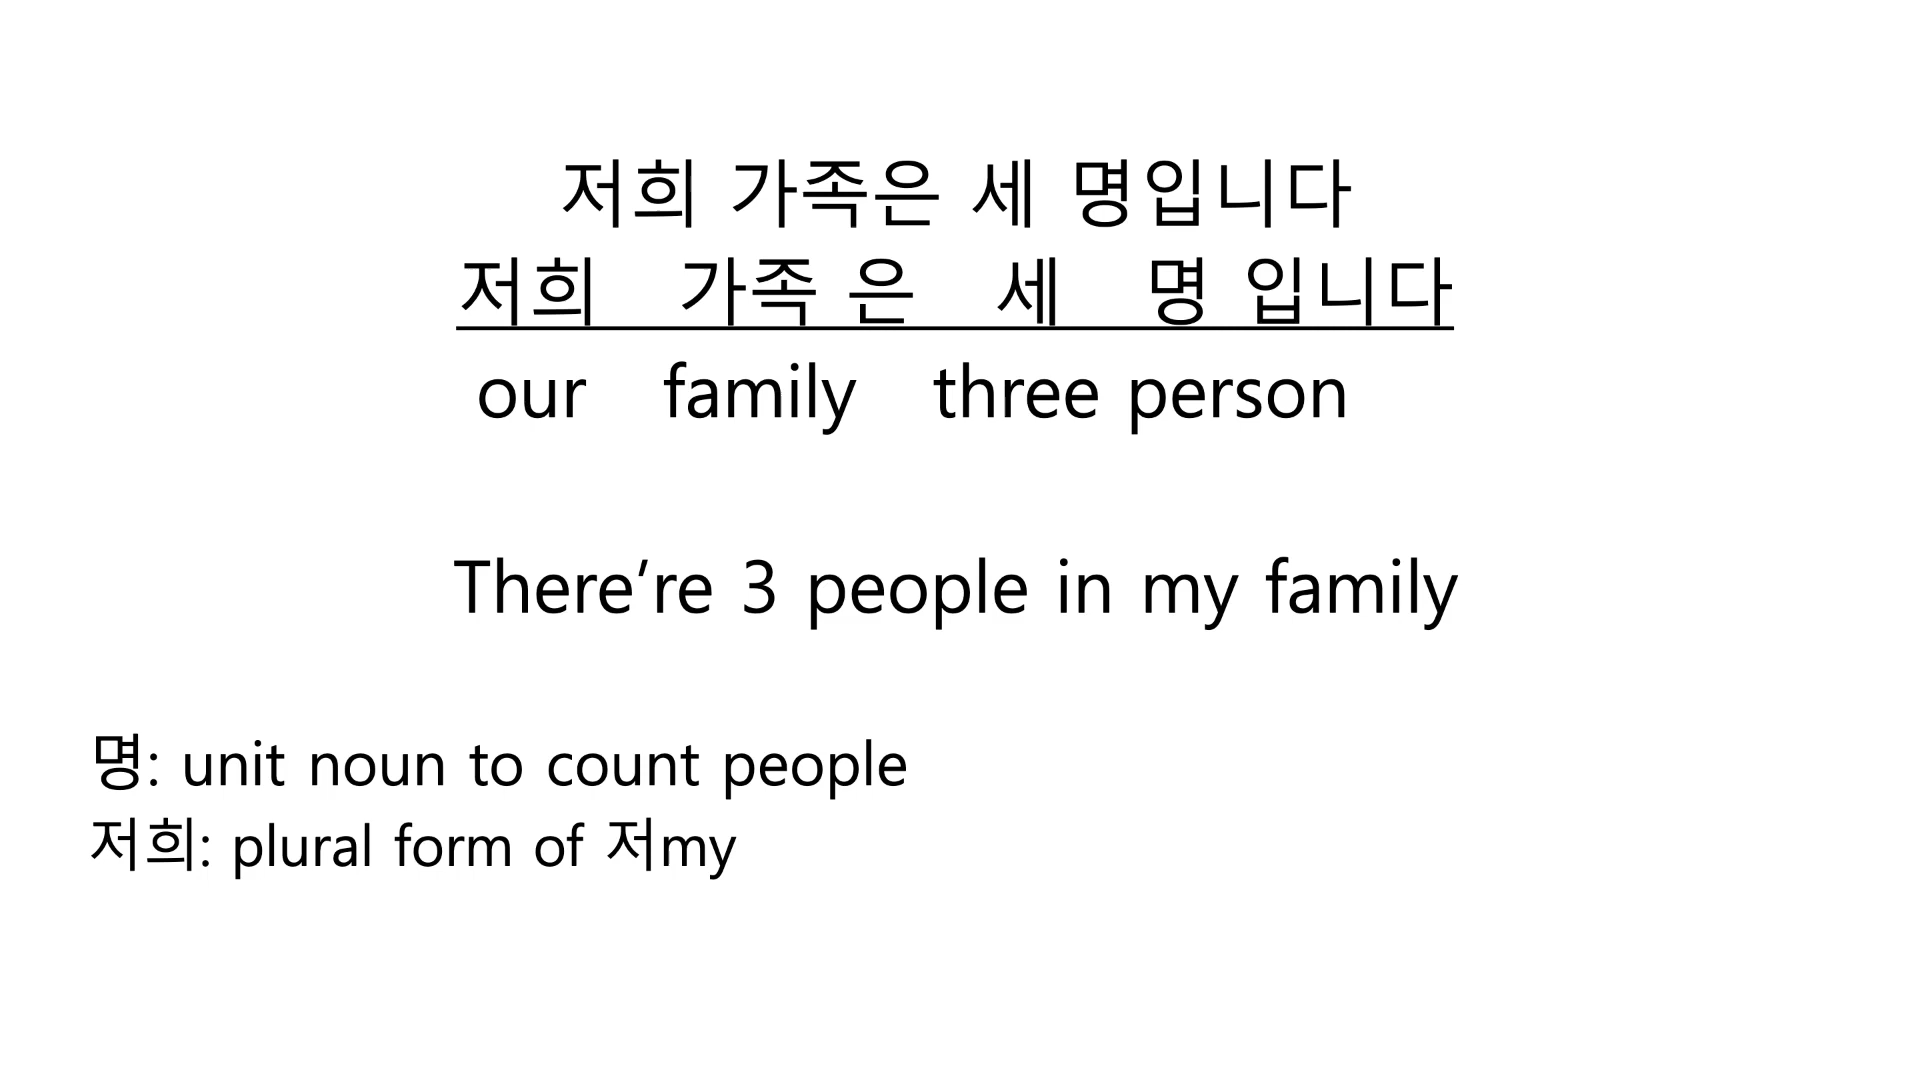 저희 가족은 세 명입니다
저희 가족 은 세 명 입니다
our family three person
There’re 3 people in my family
명: unit noun to count people
저희: plural form of 저my